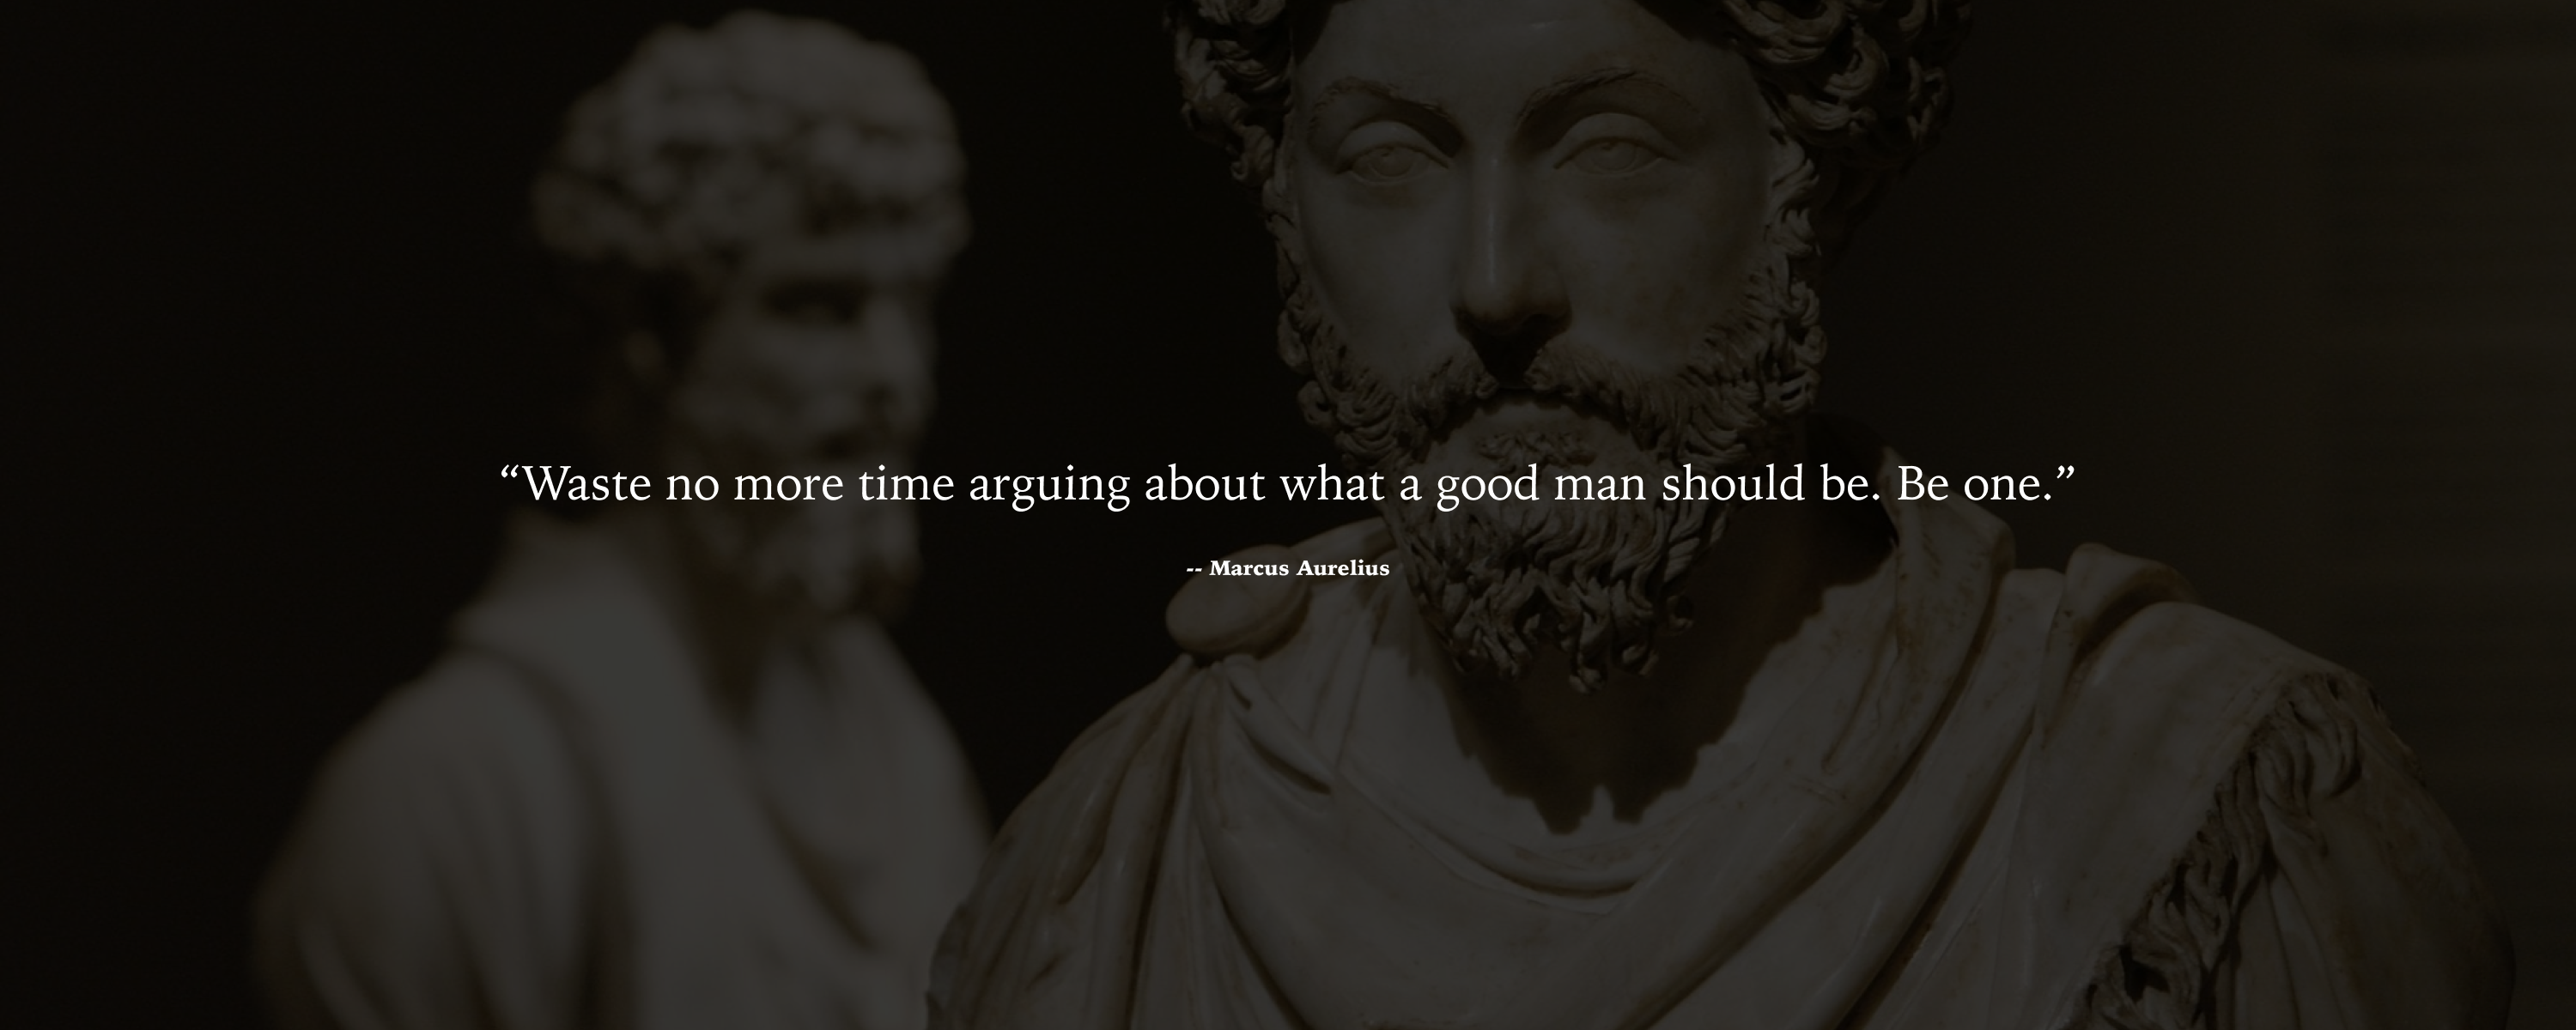 “Waste no more time arguing about what a good man should be. Be one.”
-- Marcus Aurelius